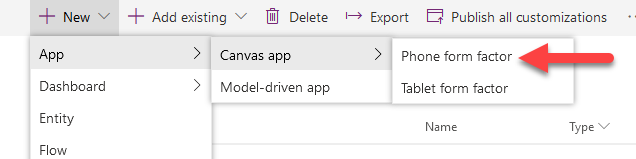 New Add existing Delete Export Publish all customizations ...
App Canvas app Phone form factor
Dashboard Model-driven app Tablet form factor
Entity Name Type
Flow